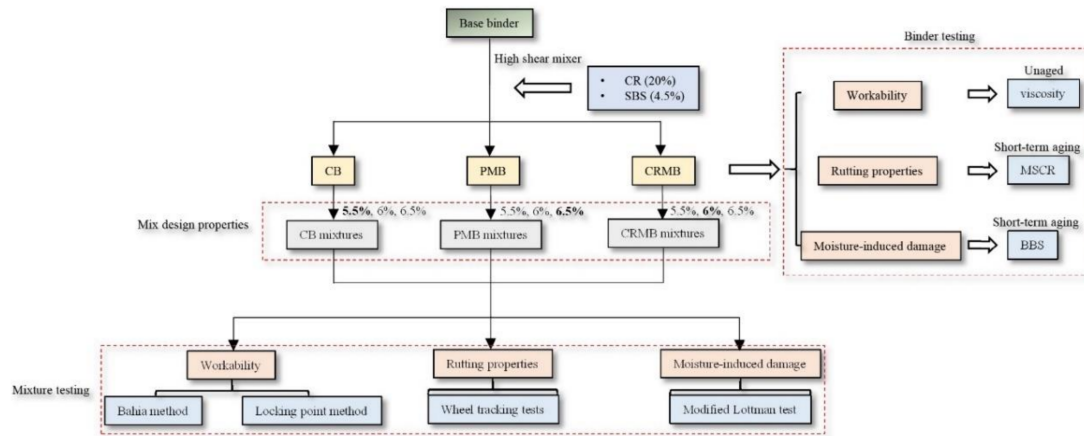 Base binder
High shear mixer
• CR (20%)
• SBS (4.5%)
CB
PMB
CRMB
5.5%, 6%, 6.5%
5.5%, 6%, 6.5%
5.5%, 6%, 6.5%
Mix design properties
CB mixtures
PMB mixtures
CRMB mixtures
Binder testing
Unaged
Workability
viscosity
Short-term aging
Rutting properties
MSCR
Short-term aging
Moisture-induced damage
BBS
Mixture testing
Workability
Rutting properties
Moisture-induced damage
Bahia method
Locking point method
Wheel tracking tests
Modified Lottman test